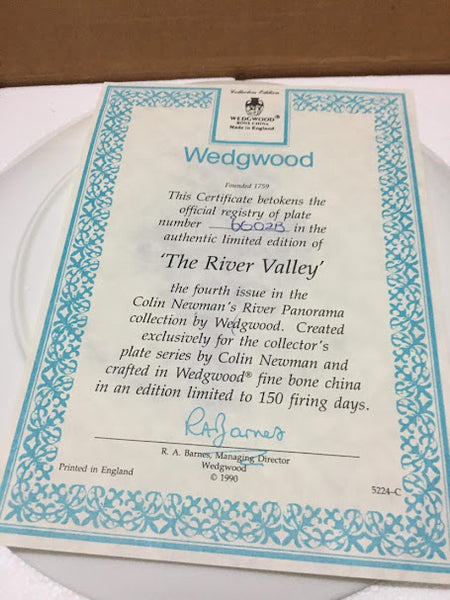 Collectors Edition
WEDGWOOD®
BONE CHINA
Made in England
Wedgwood
Founded 1759
This Certificate betokens the
official registry of plate
number 6602B in the
authentic limited edition of
'The River Valley'
the fourth issue in the
Colin Newman's River Panorama
collection by Wedgwood. Created
exclusively for the collector's
plate series by Colin Newman and
crafted in Wedgwood® fine bone china
in an edition limited to 150 firing days.
RABarnes
R. A. Barnes, Managing Director
Wedgwood
© 1990
Printed in England
5224-C